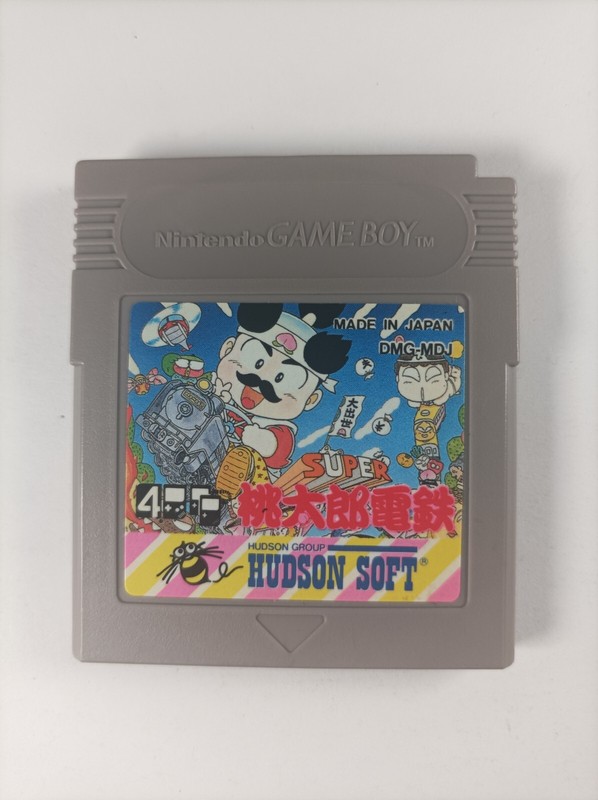 Nintendo GAME BOY TM
MADE IN JAPAN
DMG-MDJ
大出世
SUPER
4
桃太郎電鉄
HUDSON GROUP
HUDSON SOFT®